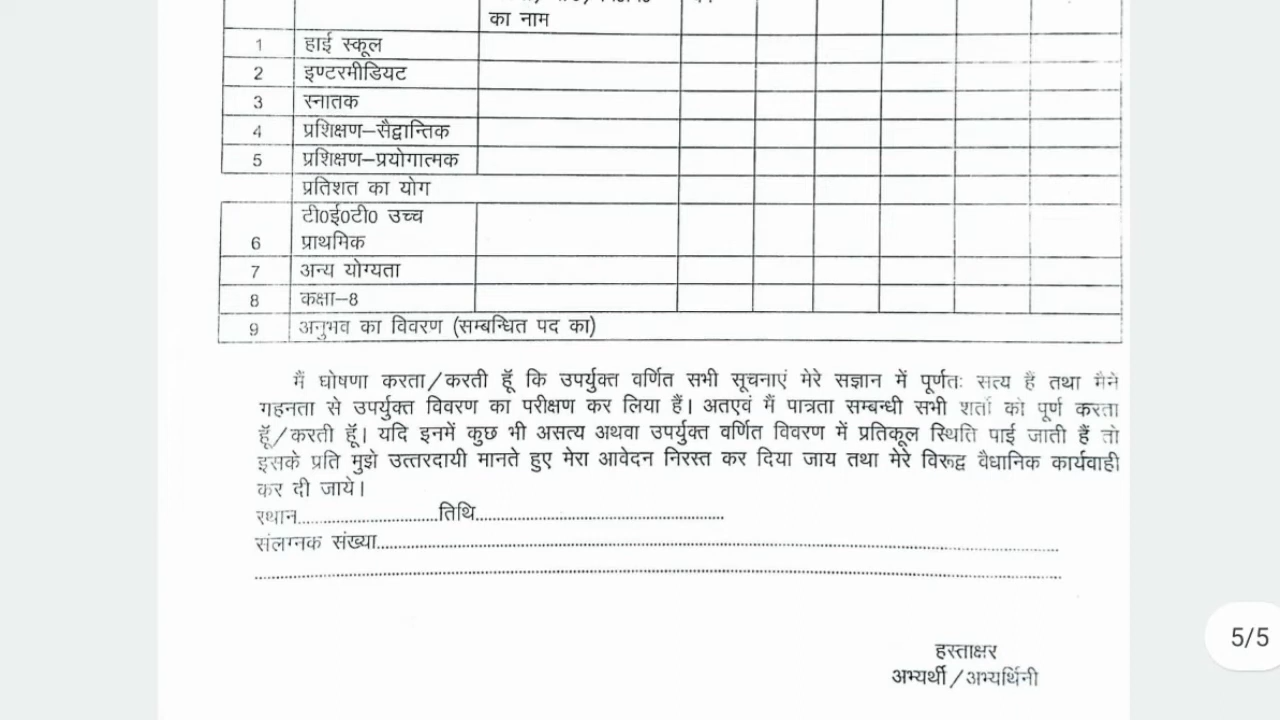 का नाम
1 हाई स्कूल
2 इण्टरमीडियट
3 स्नातक
4 प्रशिक्षण–सैद्वान्तिक
5 प्रशिक्षण–प्रयोगात्मक
प्रतिशत का योग
टी0ई0टी0 उच्च
6 प्राथमिक
7 अन्य योग्यता
8 कक्षा–8
9 अनुभव का विवरण (सम्बन्धित पद का)
मैं घोषणा करता/करती हूॅ कि उपर्युक्त वर्णित सभी सूचनाएं मेरे सज्ञान में पूर्णतः सत्य हैं तथा मैने
गहनता से उपर्युक्त विवरण का परीक्षण कर लिया हैं। अतएवं मैं पात्रता सम्बन्धी सभी शर्तो को पूर्ण करता
हूॅ/करती हूॅ। यदि इनमें कुछ भी असत्य अथवा उपर्युक्त वर्णित विवरण में प्रतिकूल स्थिति पाई जाती हैं तो
इसके प्रति मुझे उत्तरदायी मानते हुए मेरा आवेदन निरस्त कर दिया जाय तथा मेरे विरूद्व वैधानिक कार्यवाही
कर दी जाये।
स्थान..............................तिथि......................................................
संलग्नक संख्या.........................................................................................................
5/5
हस्ताक्षर
अभ्यर्थी/अभ्यर्थिनी